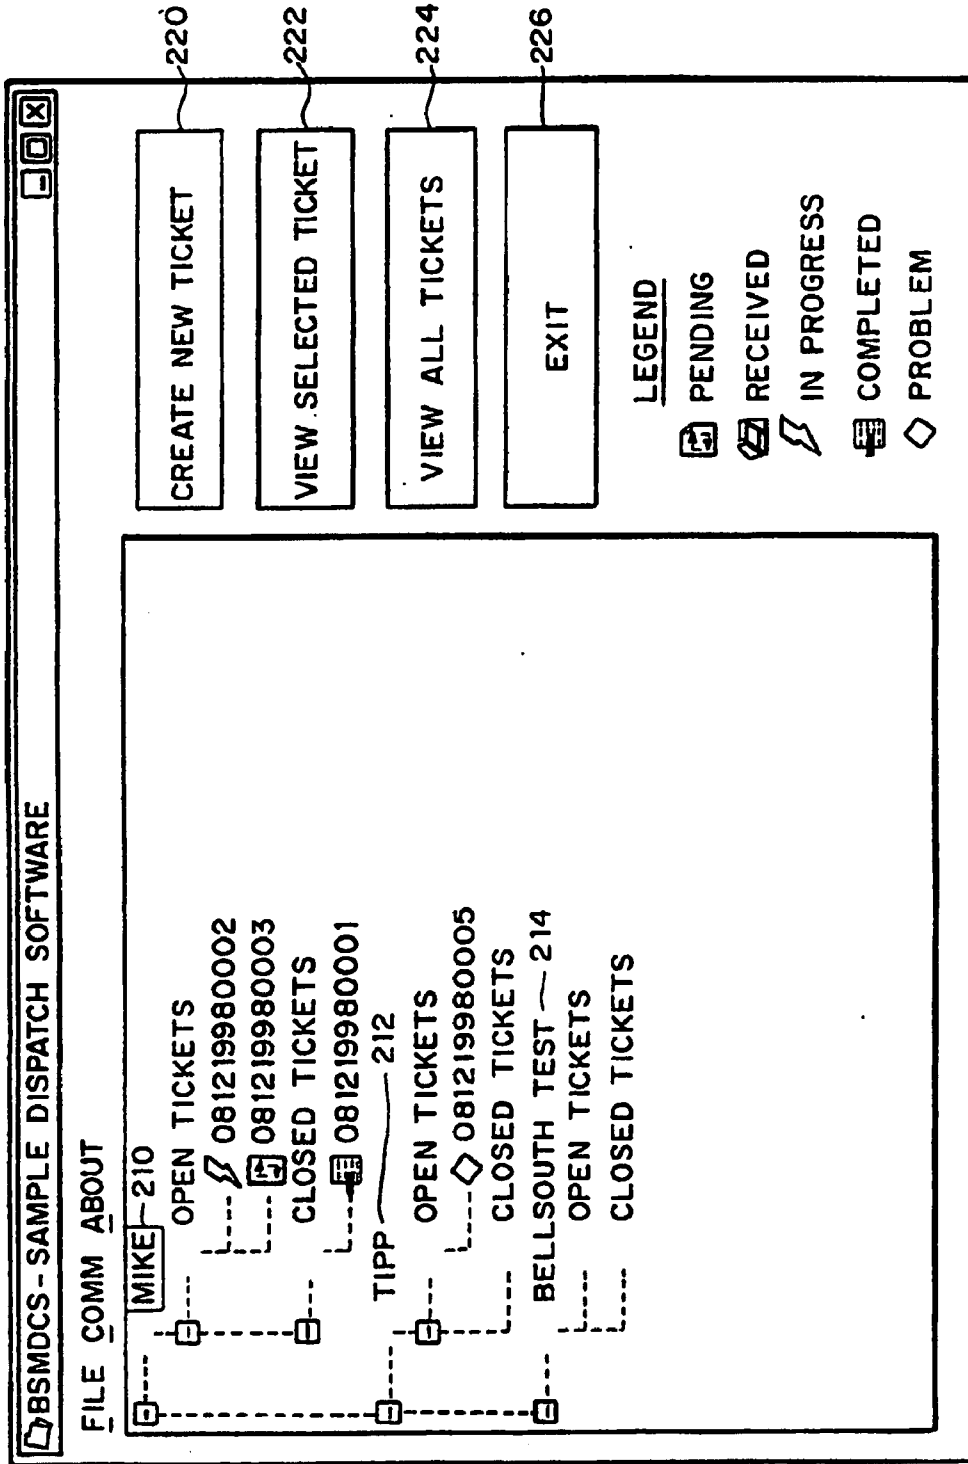 BSMDCS-SAMPLE DISPATCH SOFTWARE
FILE COMM ABOUT
MIKE 210
OPEN TICKETS
081219980002
081219980003
CLOSED TICKETS
081219980001
TIPP 212
OPEN TICKETS
081219980005
CLOSED TICKETS
BELLSOUTH TEST 214
OPEN TICKETS
CLOSED TICKETS
CREATE NEW TICKET 220
VIEW SELECTED TICKET 222
VIEW ALL TICKETS 224
EXIT 226
LEGEND
PENDING
RECEIVED
IN PROGRESS
COMPLETED
PROBLEM